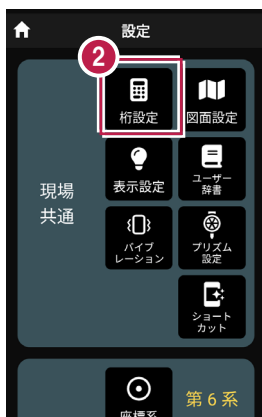 設定
2
桁設定
図面設定
現場
共通
表示設定
ユーザー
辞書
バイブ
レーション
プリズム
設定
ショート
カット
座標系
第6系